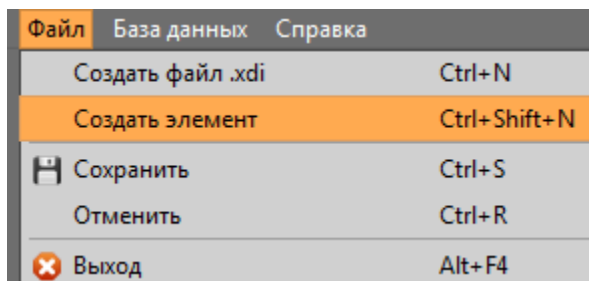 Файл База данных Справка
Создать файл .xdi Ctrl+N
Создать элемент Ctrl+Shift+N
Сохранить Ctrl+S
Отменить Ctrl+R
Выход Alt+F4